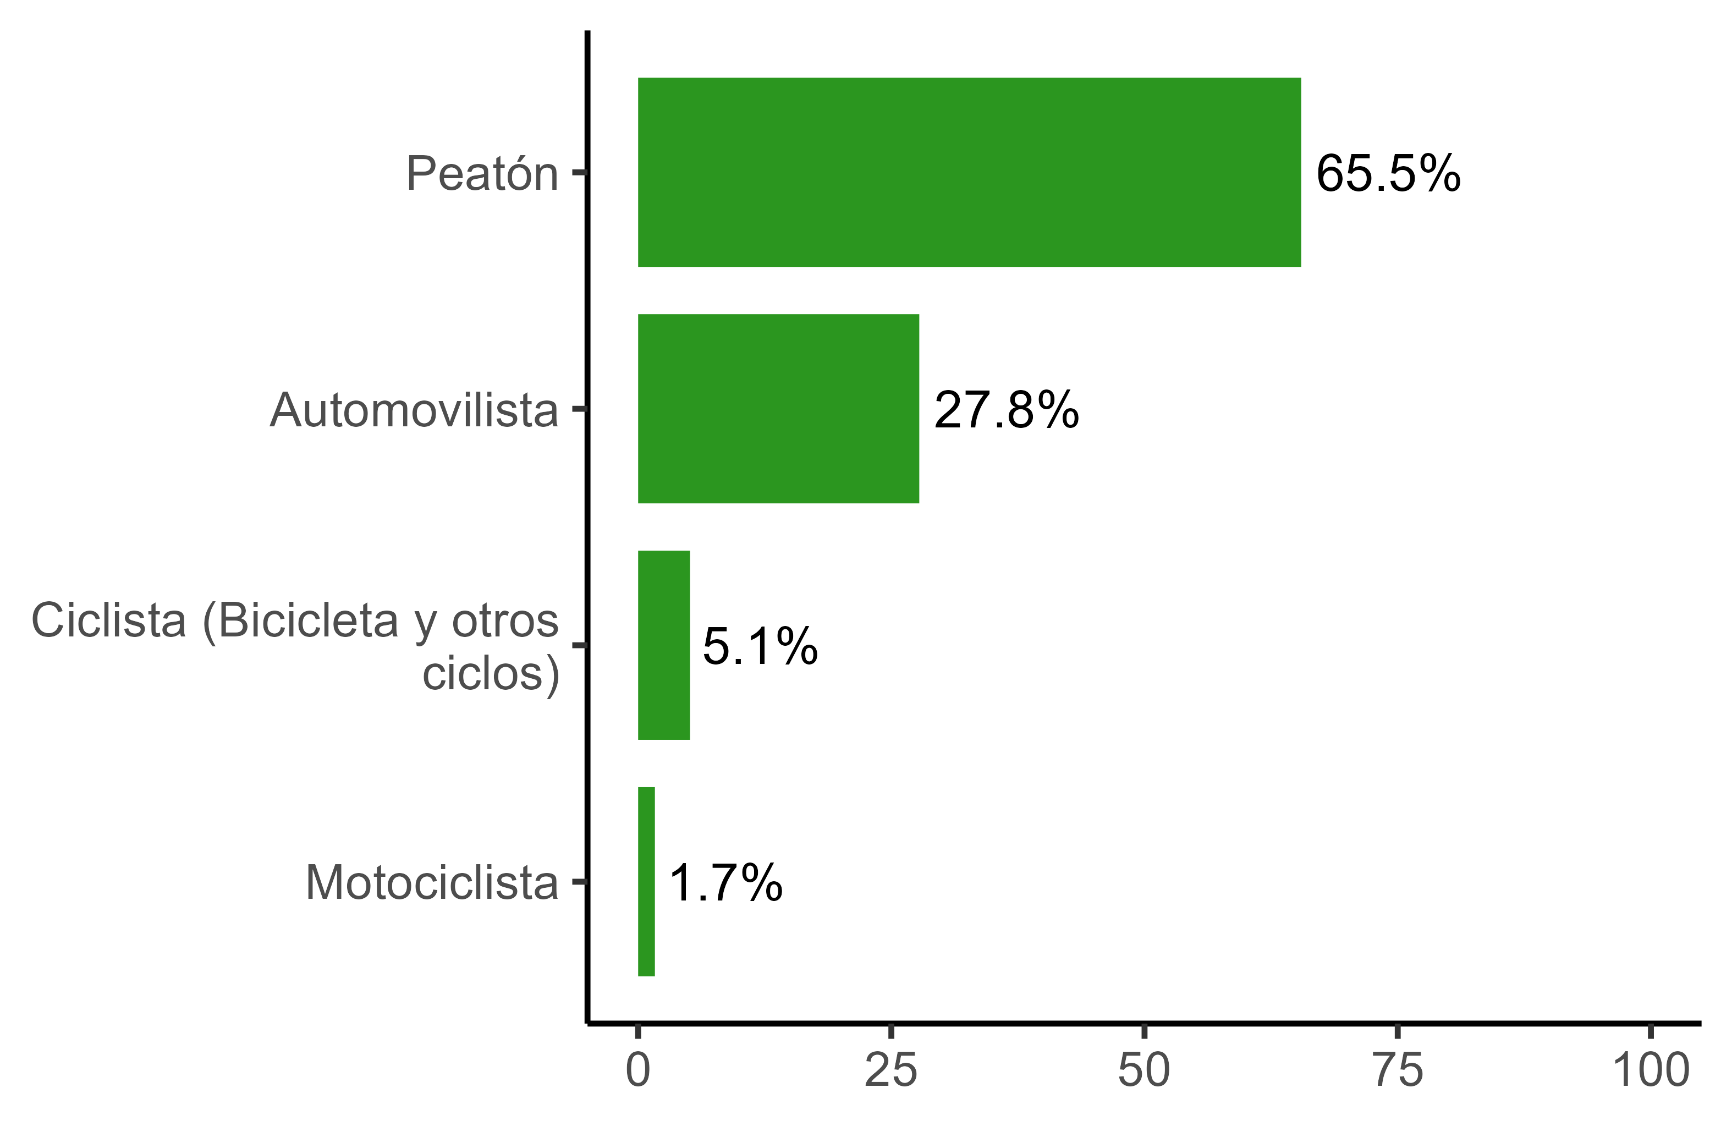 Peatón
65.5%
Automovilista
27.8%
Ciclista (Bicicleta y otros
ciclos)
5.1%
Motociclista
1.7%
0 25 50 75 100